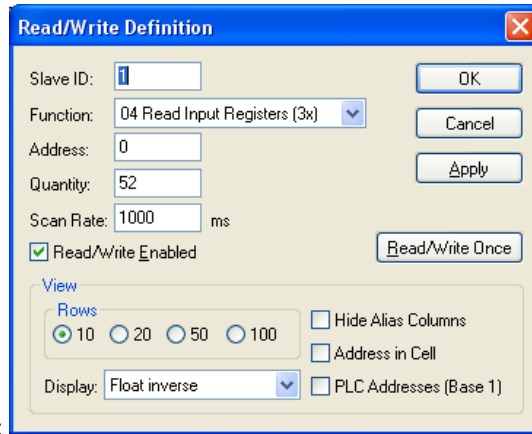 Read/Write Definition
Slave ID: 1 OK
Function: 04 Read Input Registers (3x)
Cancel
Address: 0
Apply
Quantity: 52
Scan Rate: 1000 ms
Read/Write Enabled Read/Write Once
View
Rows
10 20 50 100 Hide Alias Columns
Address in Cell
Display: Float inverse PLC Addresses (Base 1)